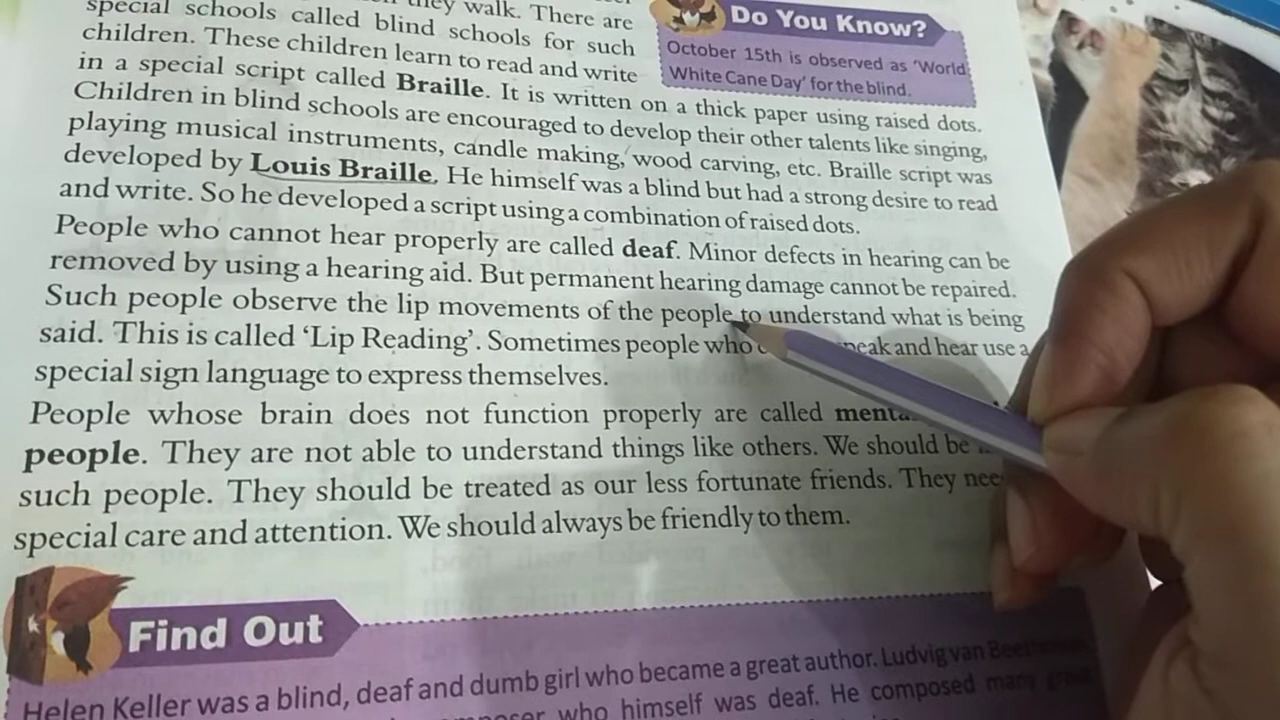 they walk. There are
special schools called blind schools for such
children. These children learn to read and write
in a special script called Braille. It is written on a thick paper using raised dots.
Children in blind schools are encouraged to develop their other talents like singing,
playing musical instruments, candle making, wood carving, etc. Braille script was
developed by Louis Braille. He himself was a blind but had a strong desire to read
and write. So he developed a script using a combination of raised dots.
People who cannot hear properly are called deaf. Minor defects in hearing can be
removed by using a hearing aid. But permanent hearing damage cannot be repaired.
Such people observe the lip movements of the people to understand what is being
said. This is called ‘Lip Reading’. Sometimes people who and hear use a
special sign language to express themselves.
People whose brain does not function properly are called
people. They are not able to understand things like others. We should be
such people. They should be treated as our less fortunate friends. They
special care and attention. We should always be friendly to them.
Do You Know?
October 15th is observed as ‘World
White Cane Day’ for the blind.
Find Out
Helen Keller was a blind, deaf and dumb girl who became a great author. Ludvig van
who himself was deaf. He composed many